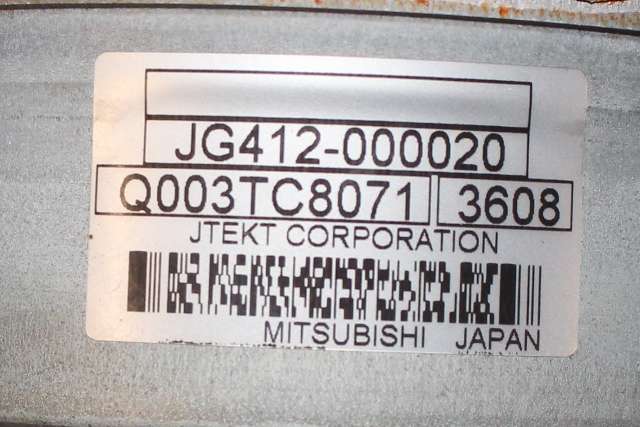 JG412-000020
Q003TC8071 3608
JTEKT CORPORATION
MITSUBISHI JAPAN